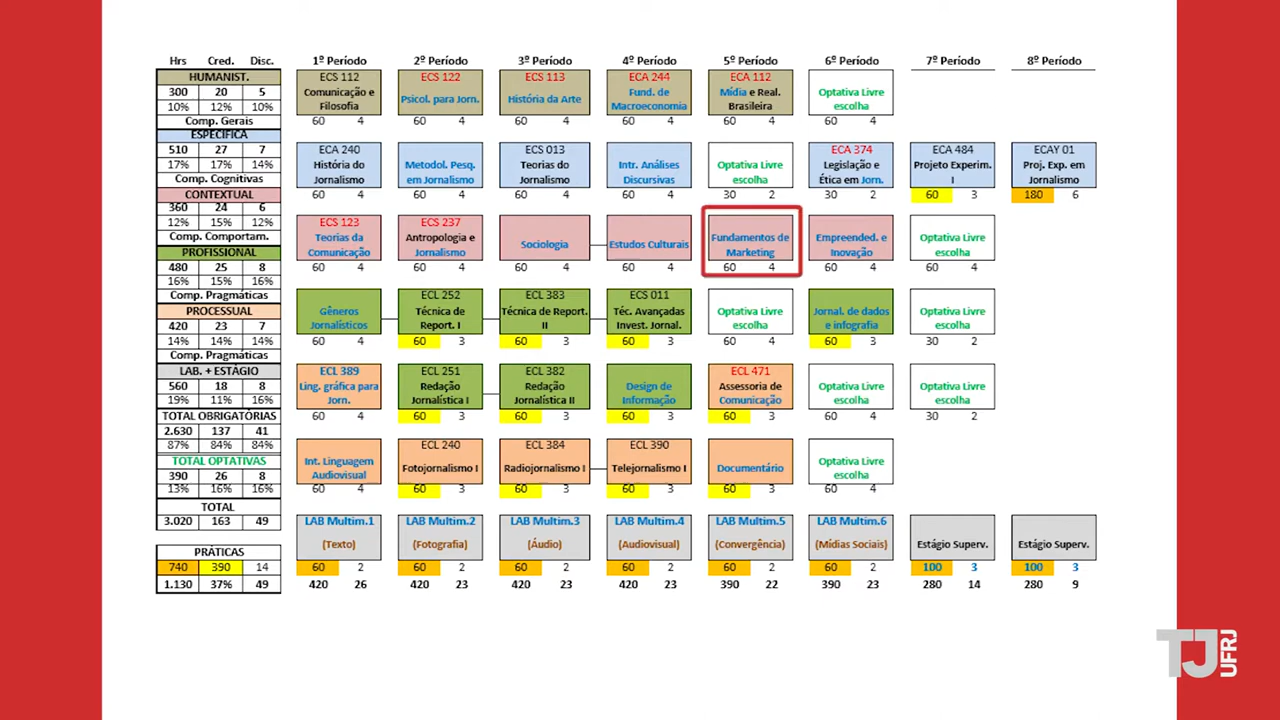 Hrs Cred. Disc. 1º Período 2º Período 3º Período 4º Período 5º Período 6º Período 7º Período 8º Período
HUMANIST. ECS 112 ECS 122 ECS 113 ECA 244 ECA 112
300 20 5 Comunicação e Filosofia Psicol. para Jorn. História da Arte Fund. de Macroeconomia Mídia e Real. Brasileira Optativa Livre escolha
10% 12% 10%
Comp. Gerais 60 4 60 4 60 4 60 4 60 4 60 4
ESPECÍFICA
510 27 7 ECA 240 ECS 013 ECA 374 ECA 484 ECAY 01
17% 17% 14% História do Jornalismo Metodol. Pesq. em Jornalismo Teorias do Jornalismo Intr. Análises Discursivas Optativa Livre escolha Legislação e Ética em Jorn. Projeto Experim. I Proj. Exp. em Jornalismo
Comp. Cognitivas
CONTEXTUAL 60 4 60 4 60 4 60 4 30 2 30 2 60 3 180 6
360 24 6
12% 15% 12% ECS 123 ECS 237
Comp. Comportam. Teorias da Comunicação Antropologia e Jornalismo Sociologia Estudos Culturais Fundamentos de Marketing Empreended. e Inovação Optativa Livre escolha
PROFISSIONAL
480 25 8 60 4 60 4 60 4 60 4 60 4 60 4 60 4
16% 15% 16%
Comp. Pragmáticas ECL 252 ECL 383 ECS 011
PROCESSUAL Gêneros Jornalísticos Técnica de Report. I Técnica de Report. II Téc. Avançadas Invest. Jornal. Optativa Livre escolha Jornal. de dados e infografia Optativa Livre escolha
420 23 7
14% 14% 14% 60 4 60 3 60 3 60 3 60 4 60 3 30 2
Comp. Pragmáticas
LAB. + ESTÁGIO ECL 389 ECL 251 ECL 382 ECL 471
560 18 8 Ling. gráfica para Jorn. Redação Jornalística I Redação Jornalística II Design de Informação Assessoria de Comunicação Optativa Livre escolha Optativa Livre escolha
19% 11% 16%
TOTAL OBRIGATÓRIAS 60 4 60 3 60 3 60 3 60 3 60 4 30 2
2.630 137 41
87% 84% 84% ECL 240 ECL 384 ECL 390
TOTAL OPTATIVAS Int. Linguagem Audiovisual Fotojornalismo I Radiojornalismo I Telejornalismo I Documentário Optativa Livre escolha
390 26 8
13% 16% 16% 60 4 60 3 60 3 60 3 60 3 60 4
TOTAL
3.020 163 49 LAB Multim.1 LAB Multim.2 LAB Multim.3 LAB Multim.4 LAB Multim.5 LAB Multim.6
(Texto) (Fotografia) (Áudio) (Audiovisual) (Convergência) (Mídias Sociais) Estágio Superv. Estágio Superv.
PRÁTICAS
740 390 14 60 2 60 2 60 2 60 2 60 2 60 2 100 3 100 3
1.130 37% 49 420 26 420 23 420 23 420 23 390 22 390 23 280 14 280 9
TJ UFRJ